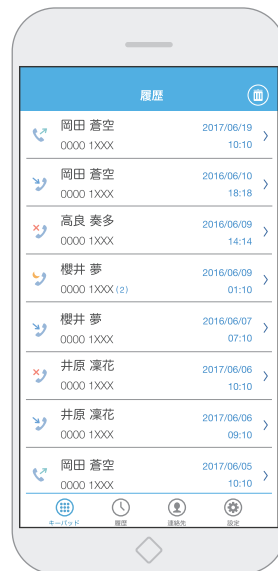 履歴
岡田 蒼空
2017/06/19
0000 1XXX
10:10
岡田 蒼空
2016/06/10
0000 1XXX
18:18
高良 奏多
2016/06/09
0000 1XXX
14:14
櫻井 夢
2016/06/09
0000 1XXX (2)
01:10
櫻井 夢
2016/06/07
0000 1XXX
07:10
井原 凜花
2017/06/06
0000 1XXX
10:10
井原 凜花
2017/06/06
0000 1XXX
09:10
岡田 蒼空
2017/06/05
0000 1XXX
10:10
キーパッド
履歴
連絡先
設定